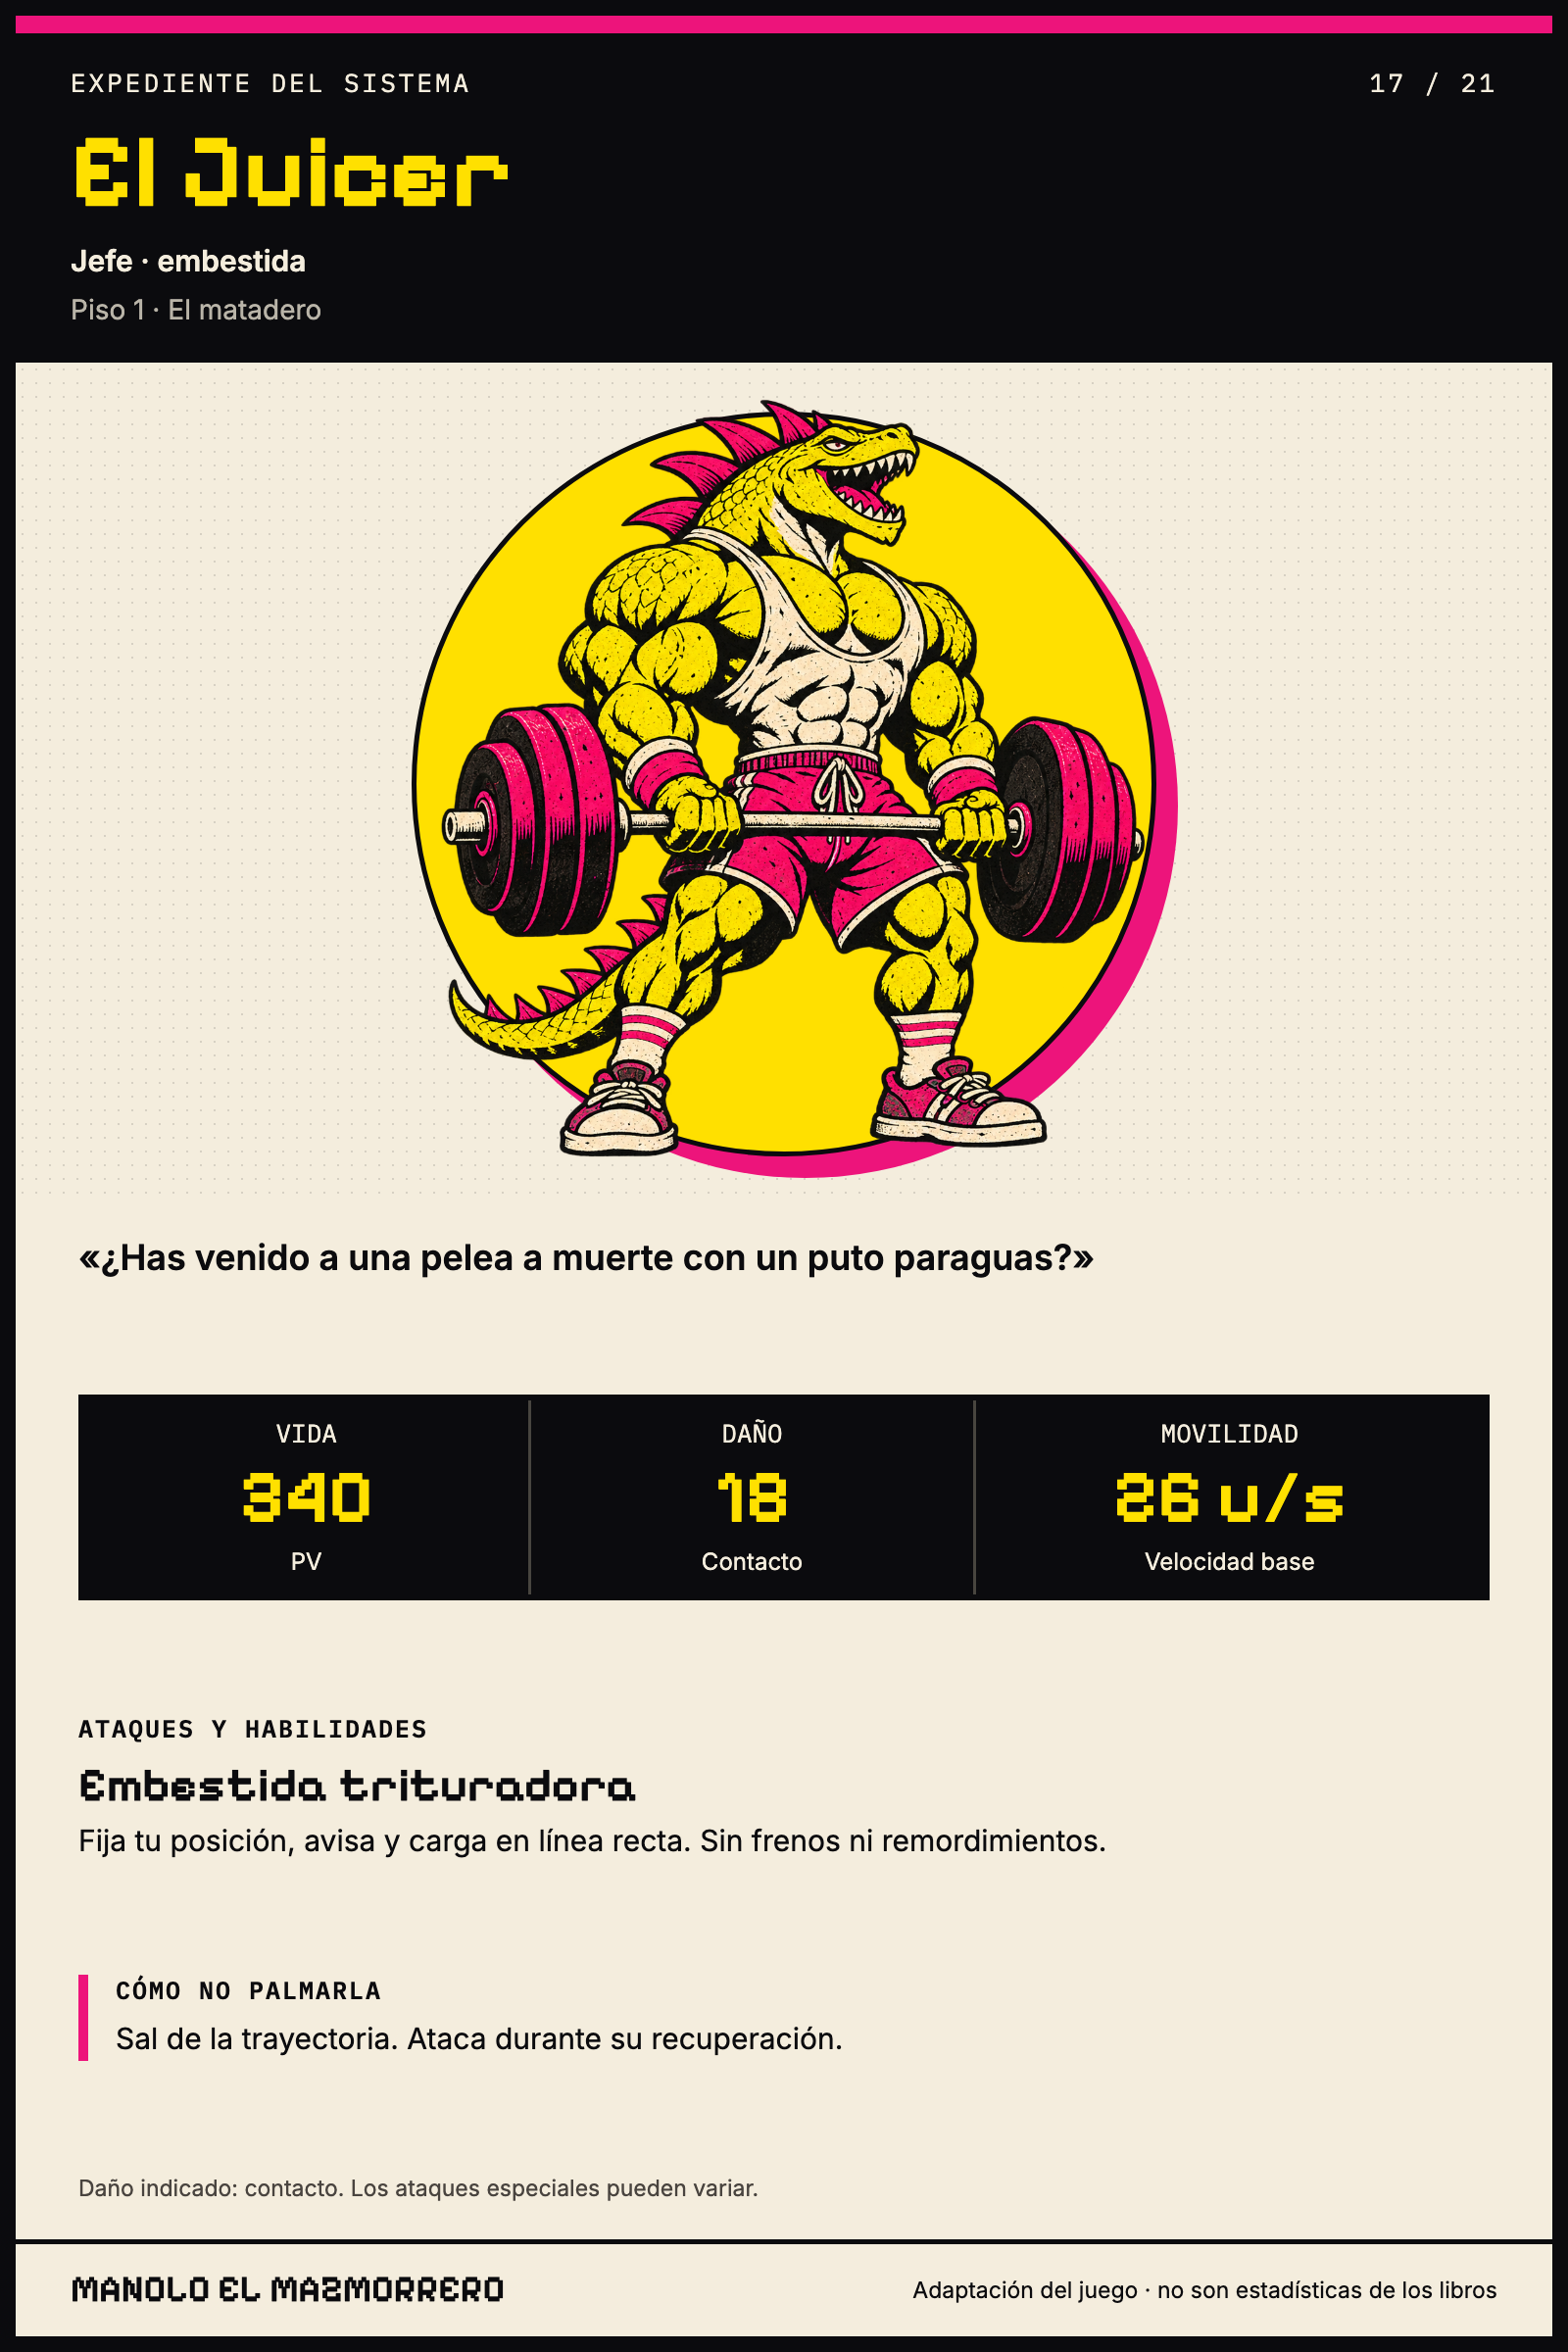 EXPEDIENTE DEL SISTEMA
17 / 21
El Juicer
Jefe · embestida
Piso 1 · El matadero
«¿Has venido a una pelea a muerte con un puto paraguas?»
VIDA
340
PV
DAÑO
18
Contacto
MOVILIDAD
26 u/s
Velocidad base
ATAQUES Y HABILIDADES
Embestida trituradora
Fija tu posición, avisa y carga en línea recta. Sin frenos ni remordimientos.
CÓMO NO PALMARLA
Sal de la trayectoria. Ataca durante su recuperación.
Daño indicado: contacto. Los ataques especiales pueden variar.
MANOLO EL MAZMORRERO
Adaptación del juego · no son estadísticas de los libros